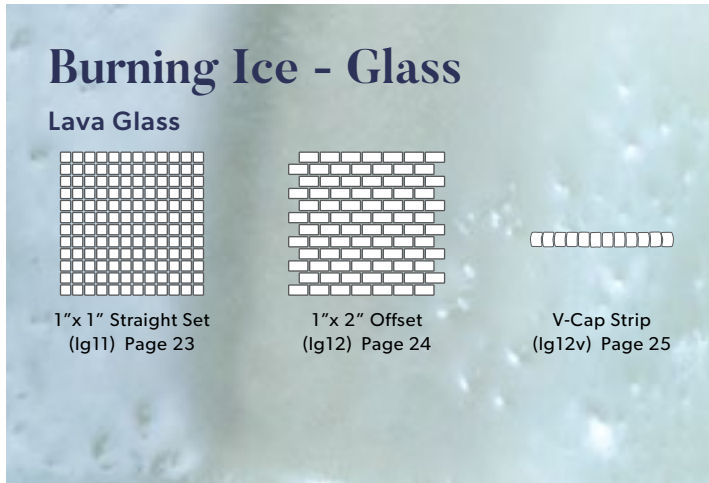 Burning Ice - Glass
Lava Glass
1”x 1” Straight Set
(lg11) Page 23
1”x 2” Offset
(lg12) Page 24
V-Cap Strip
(lg12v) Page 25